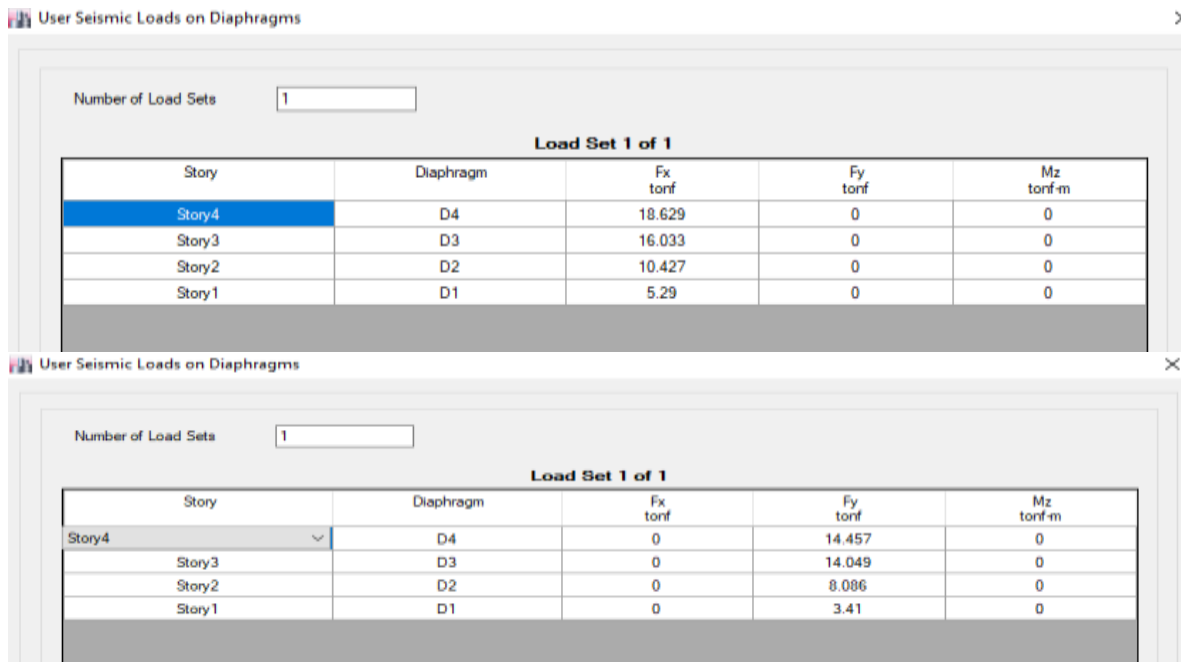 User Seismic Loads on Diaphragms
Number of Load Sets 1
Load Set 1 of 1
Story Diaphragm Fx tonf Fy tonf Mz tonf-m
Story4 D4 18.629 0 0
Story3 D3 16.033 0 0
Story2 D2 10.427 0 0
Story1 D1 5.29 0 0
User Seismic Loads on Diaphragms
Number of Load Sets 1
Load Set 1 of 1
Story Diaphragm Fx tonf Fy tonf Mz tonf-m
Story4 D4 0 14.457 0
Story3 D3 0 14.049 0
Story2 D2 0 8.086 0
Story1 D1 0 3.41 0